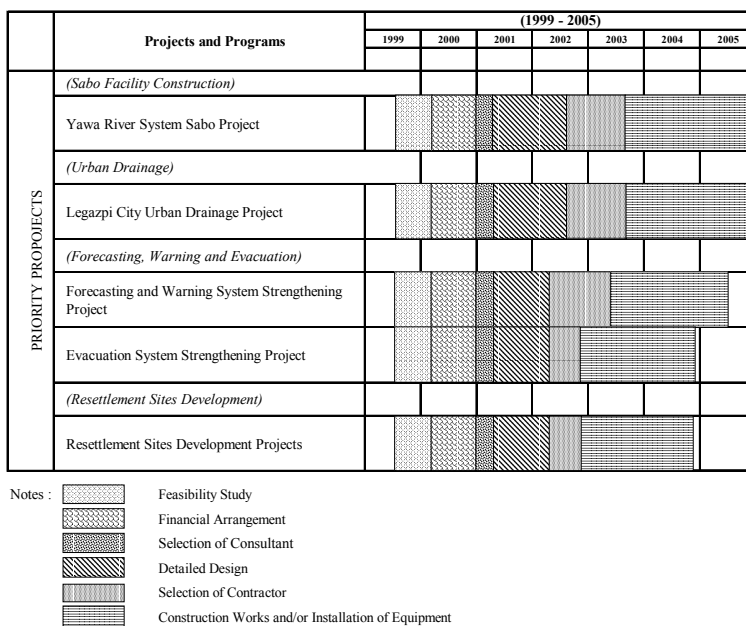 Projects and Programs
(1999 - 2005)
1999 2000 2001 2002 2003 2004 2005
PRIORITY PROPOJECTS
(Sabo Facility Construction)
Yawa River System Sabo Project
(Urban Drainage)
Legazpi City Urban Drainage Project
(Forecasting, Warning and Evacuation)
Forecasting and Warning System Strengthening
Project
Evacuation System Strengthening Project
(Resettlement Sites Development)
Resettlement Sites Development Projects
Notes :
Feasibility Study
Financial Arrangement
Selection of Consultant
Detailed Design
Selection of Contractor
Construction Works and/or Installation of Equipment